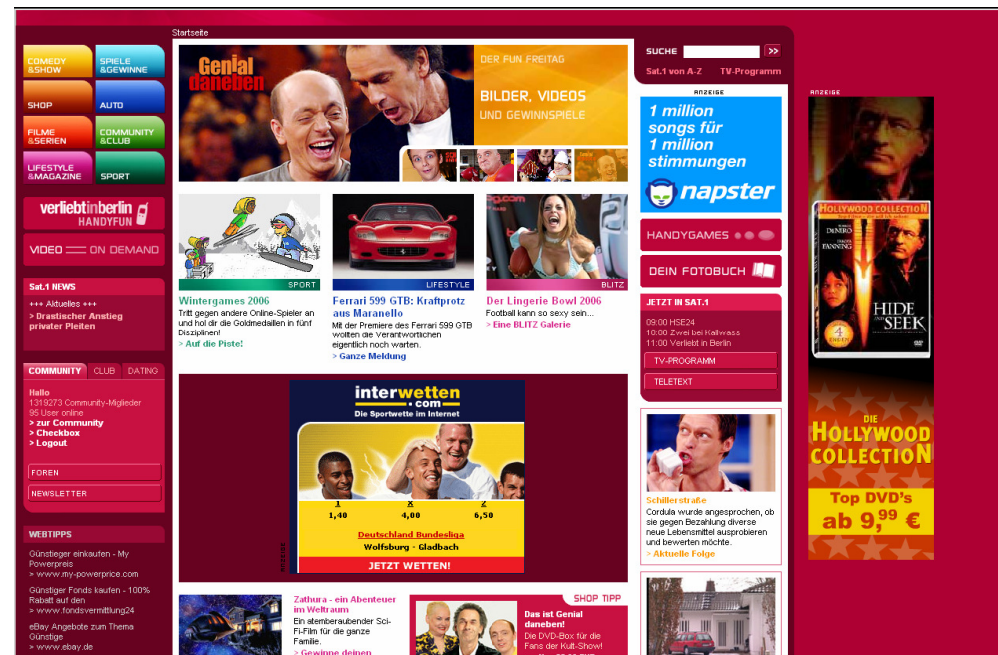 Startseite
COMEDY
&SHOW
SPIELE
&GEWINNE
SHOP
AUTO
FILME
&SERIEN
COMMUNITY
&CLUB
LIFESTYLE
&MAGAZINE
SPORT
verliebtinberlin
HANDYFUN
VIDEO ON DEMAND
Sat.1 NEWS
+++ Aktuelles +++
> Drastischer Anstieg
privater Pleiten
COMMUNITY CLUB DATING
Hallo
1319273 Community-Miglieder
95 User online
> zur Community
> Checkbox
> Logout
FOREN
NEWSLETTER
WEBTIPPS
Günstieger einkaufen - My
Powerpreis
> www.my-powerprice.com
Günstiger Fonds kaufen - 100%
Rabatt auf den
> www.fondsvermittlung24
eBay Angebote zum Thema
Günstige
> www.ebay.de
Genial
daneben
DER FUN FREITAG
BILDER, VIDEOS
UND GEWINNSPIELE
SPORT
Wintergames 2006
Tritt gegen andere Online-Spieler an
und hol dir die Goldmedaillen in fünf
Disziplinen!
> Auf die Piste!
LIFESTYLE
Ferrari 599 GTB: Kraftprotz
aus Maranello
Mit der Premiere des Ferrari 599 GTB
wollten die Verantwortlichen
eigentlich noch warten.
> Ganze Meldung
BLITZ
Der Lingerie Bowl 2006
Football kann so sexy sein...
> Eine BLITZ Galerie
ANZEIGE
interwetten
.com
Die Sportwette im Internet
1 X 2
1,40 4,00 6,50
Deutschland Bundesliga
Wolfsburg - Gladbach
JETZT WETTEN!
Zathura - ein Abenteuer
im Weltraum
Ein atemberaubender Sci-
Fi-Film für die ganze
Familie.
> Gewinne deinen
SHOP TIPP
Das ist Genial
daneben!
Die DVD-Box für die
Fans der Kult-Show!
SUCHE >>
Sat.1 von A-Z TV-Programm
ANZEIGE
1 million
songs für
1 million
stimmungen
napster
HANDYGAMES
DEIN FOTOBUCH
JETZT IN SAT.1
09:00 HSE24
10:00 Zwei bei Kallwass
11:00 Verliebt in Berlin
TV-PROGRAMM
TELETEXT
Schillerstraße
Cordula wurde angesprochen, ob
sie gegen Bezahlung diverse
neue Lebensmittel ausprobieren
und bewerten möchte.
> Aktuelle Folge
ANZEIGE
HOLLYWOOD COLLECTION
DENIRO
FANNING
HIDE
AND SEEK
4
ENDEN
DVD
DIE
HOLLYWOOD
COLLECTION
Top DVD's
ab 9,99 €